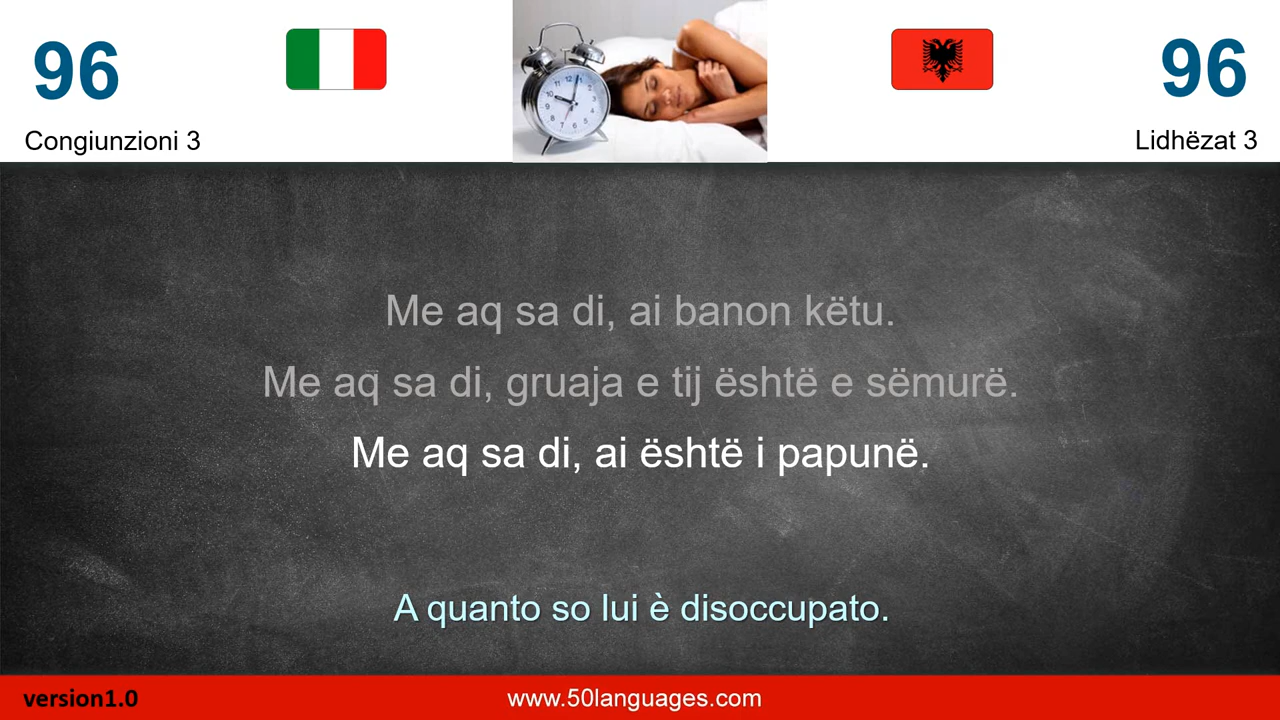 96
96
Congiunzioni 3
Lidhëzat 3
Me aq sa di, ai banon këtu.
Me aq sa di, gruaja e tij është e sëmurë.
Me aq sa di, ai është i papunë.
A quanto so lui è disoccupato.
version1.0
www.50languages.com